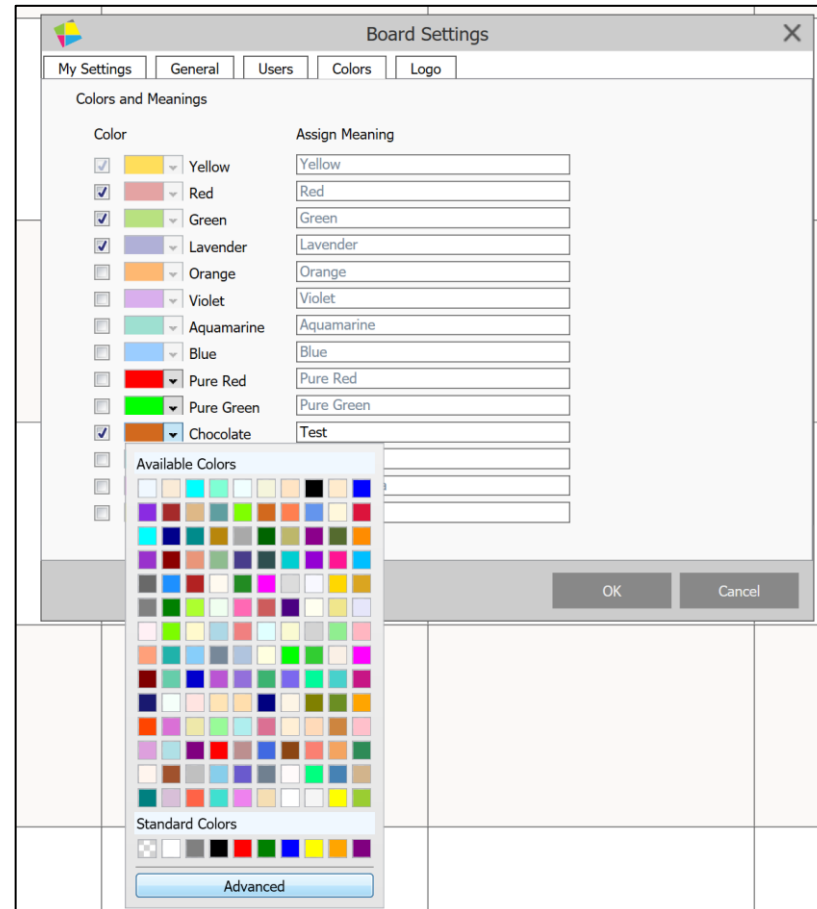 Board Settings
My Settings General Users Colors Logo
Colors and Meanings
Color Assign Meaning
Yellow Yellow
Red Red
Green Green
Lavender Lavender
Orange Orange
Violet Violet
Aquamarine Aquamarine
Blue Blue
Pure Red Pure Red
Pure Green Pure Green
Chocolate Test
Available Colors
OK Cancel
Standard Colors
Advanced